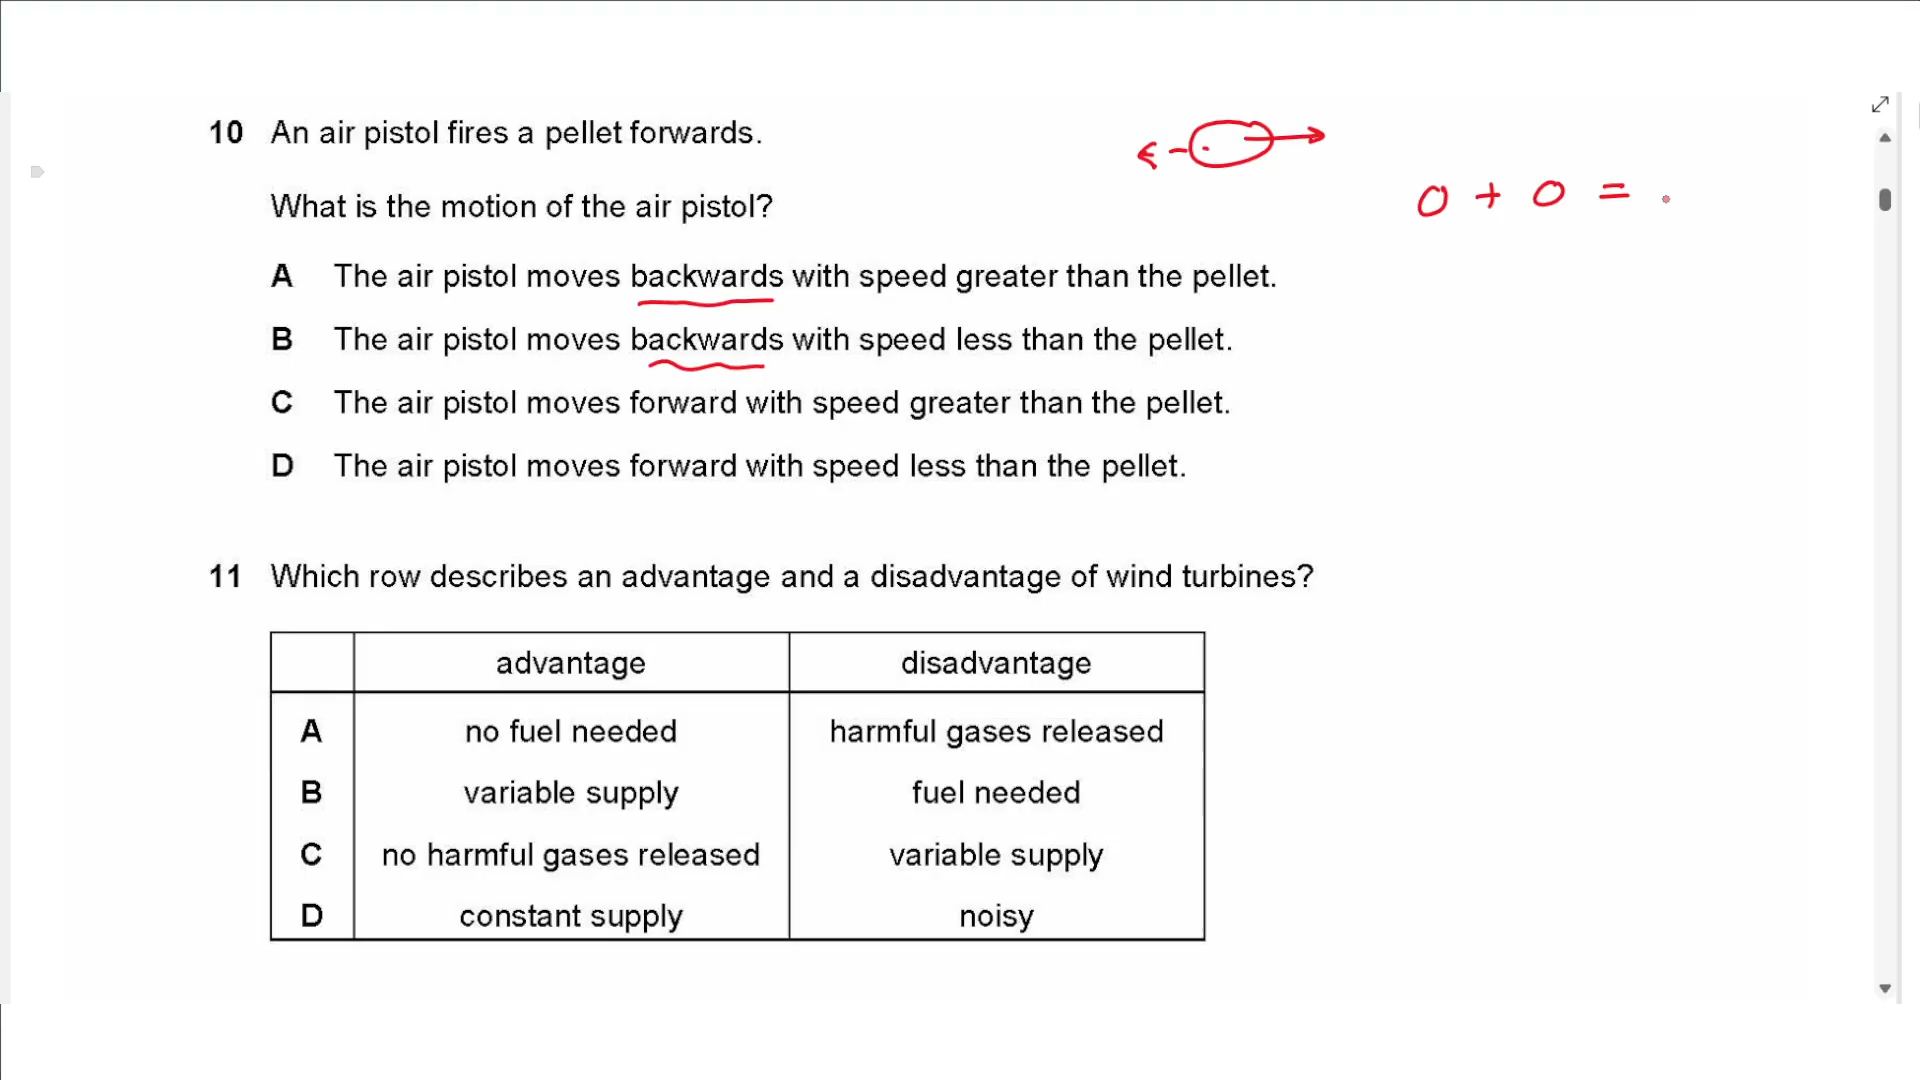 10 An air pistol fires a pellet forwards.
What is the motion of the air pistol?
0 + 0 =
A The air pistol moves backwards with speed greater than the pellet.
B The air pistol moves backwards with speed less than the pellet.
C The air pistol moves forward with speed greater than the pellet.
D The air pistol moves forward with speed less than the pellet.
11 Which row describes an advantage and a disadvantage of wind turbines?
advantage disadvantage
A no fuel needed harmful gases released
B variable supply fuel needed
C no harmful gases released variable supply
D constant supply noisy